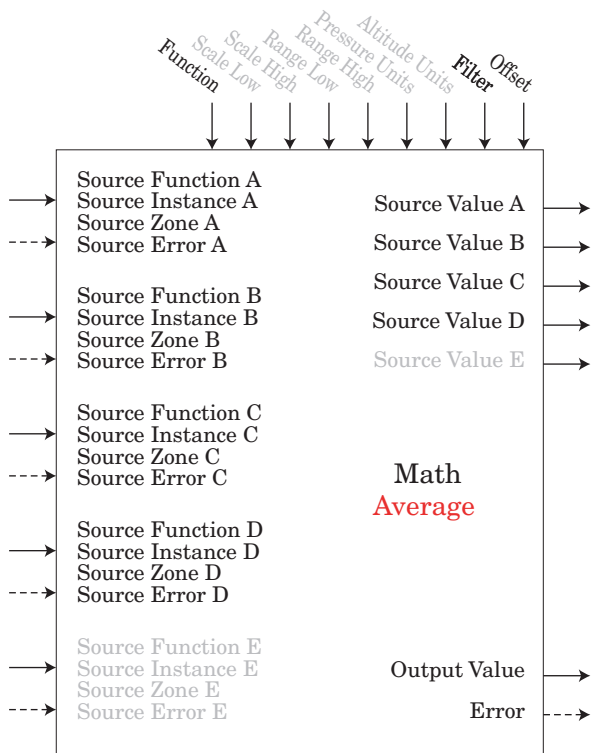 Function
Scale Low
Scale High
Range Low
Range High
Pressure Units
Altitude Units
Filter
Offset
Source Function A
Source Instance A
Source Zone A
Source Error A
Source Function B
Source Instance B
Source Zone B
Source Error B
Source Function C
Source Instance C
Source Zone C
Source Error C
Source Function D
Source Instance D
Source Zone D
Source Error D
Source Function E
Source Instance E
Source Zone E
Source Error E
Source Value A
Source Value B
Source Value C
Source Value D
Source Value E
Math
Average
Output Value
Error